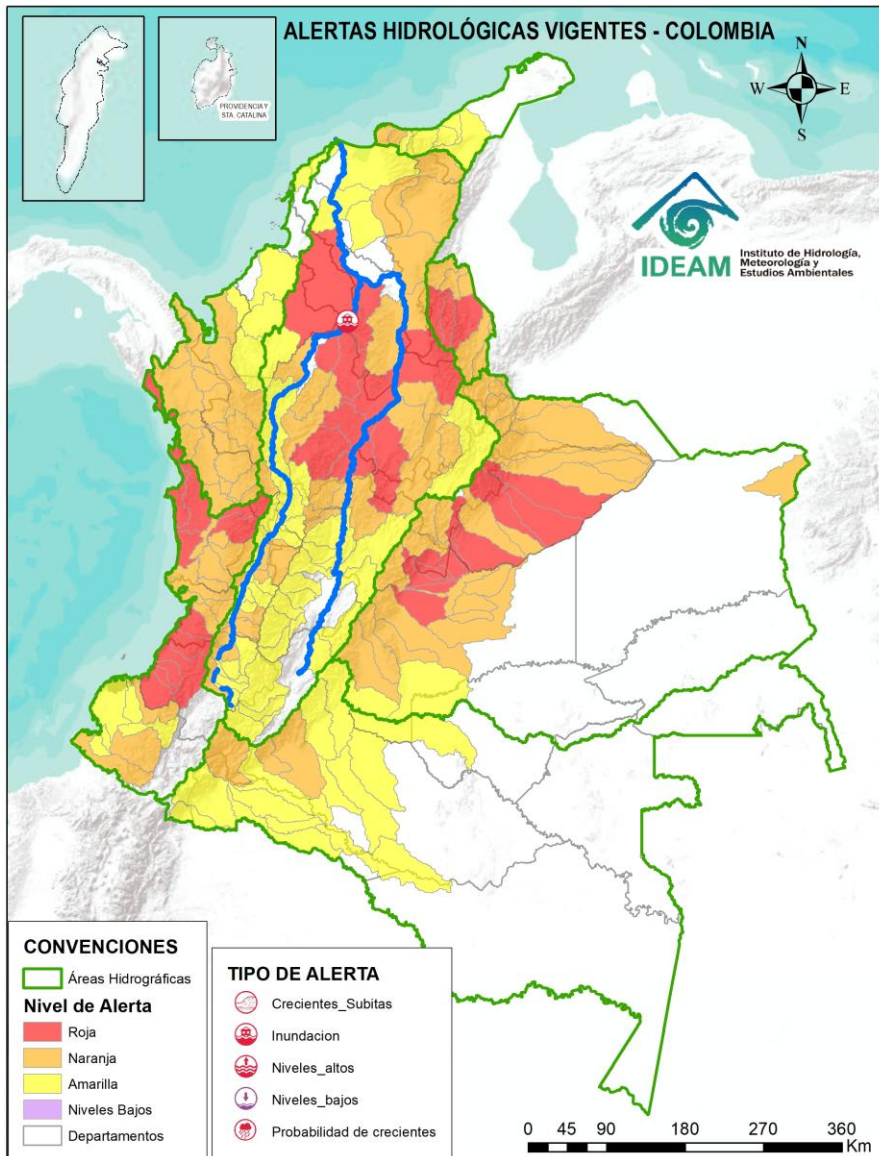 ALERTAS HIDROLÓGICAS VIGENTES - COLOMBIA
PROVIDENCIA Y
STA. CATALINA
N
W
E
S
IDEAM
Instituto de Hidrología,
Meteorología y
Estudios Ambientales
CONVENCIONES
Áreas Hidrográficas
Nivel de Alerta
Roja
Naranja
Amarilla
Niveles Bajos
Departamentos
TIPO DE ALERTA
Crecientes_Subitas
Inundacion
Niveles_altos
Niveles_bajos
Probabilidad de crecientes
0 45 90 180 270 360
Km